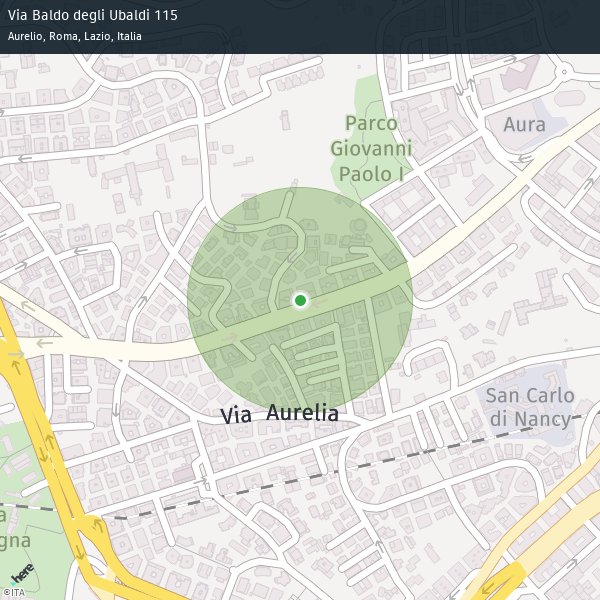 Via Baldo degli Ubaldi 115
Aurelio, Roma, Lazio, Italia
Parco
Giovanni
Paolo I
Aura
Via Aurelia
San Carlo
di Nancy
a
gna
here
©ITA